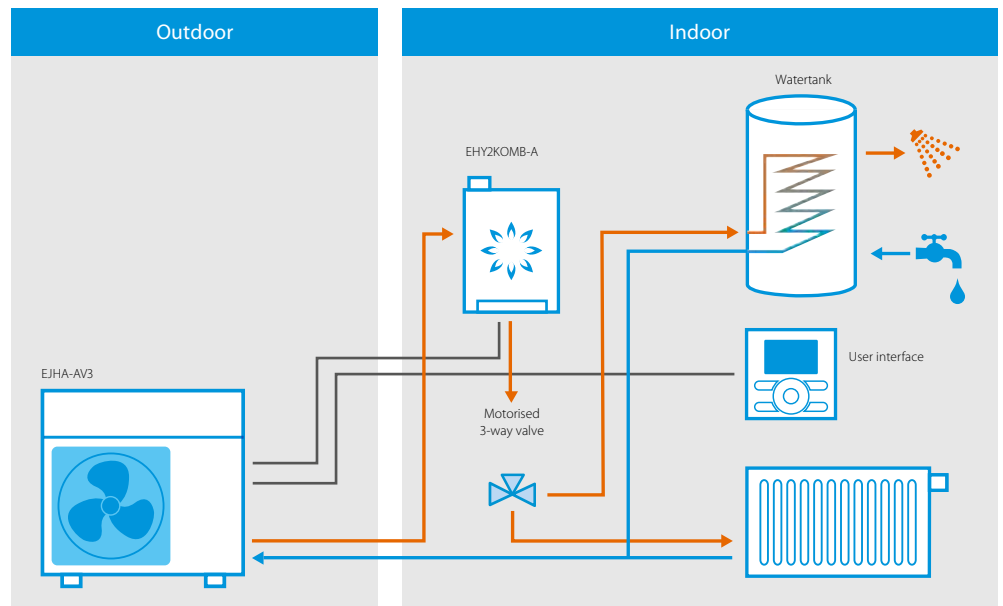 Outdoor
Indoor
Watertank
EHY2KOMB-A
User interface
EJHA-AV3
Motorised
3-way valve